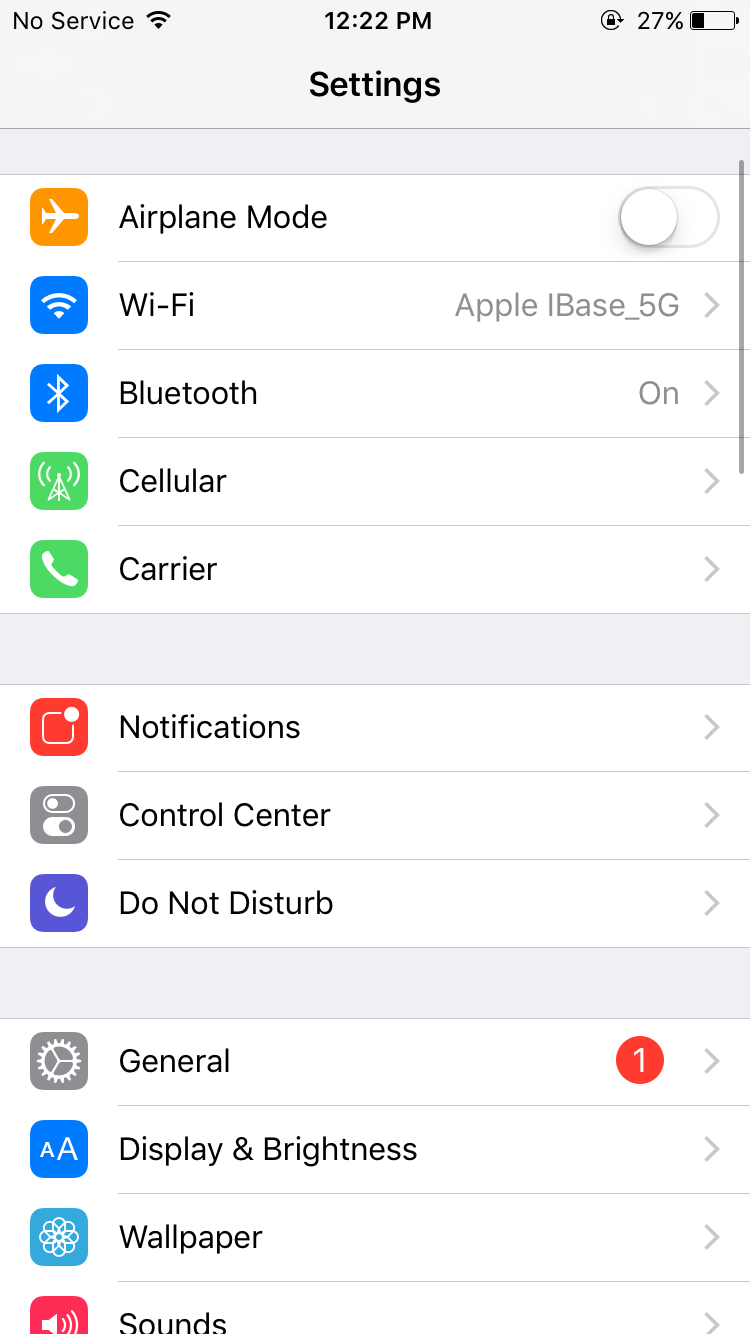 No Service 12:22 PM 27%
Settings
Airplane Mode
Wi-Fi Apple IBase_5G
Bluetooth On
Cellular
Carrier
Notifications
Control Center
Do Not Disturb
General 1
AA Display & Brightness
Wallpaper
Sounds